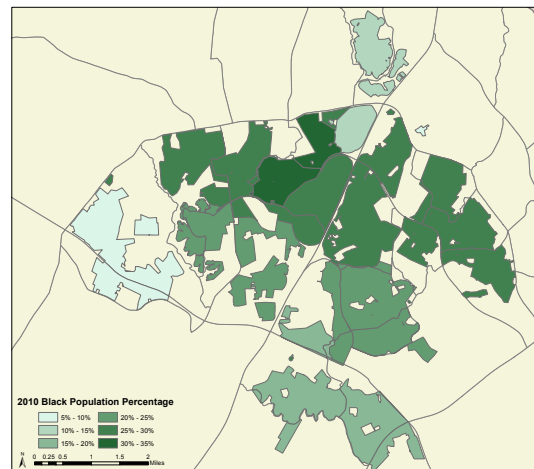 2010 Black Population Percentage
5% - 10% 20% - 25%
10% - 15% 25% - 30%
15% - 20% 30% - 35%
N
0 0.25 0.5 1 1.5 2
Miles